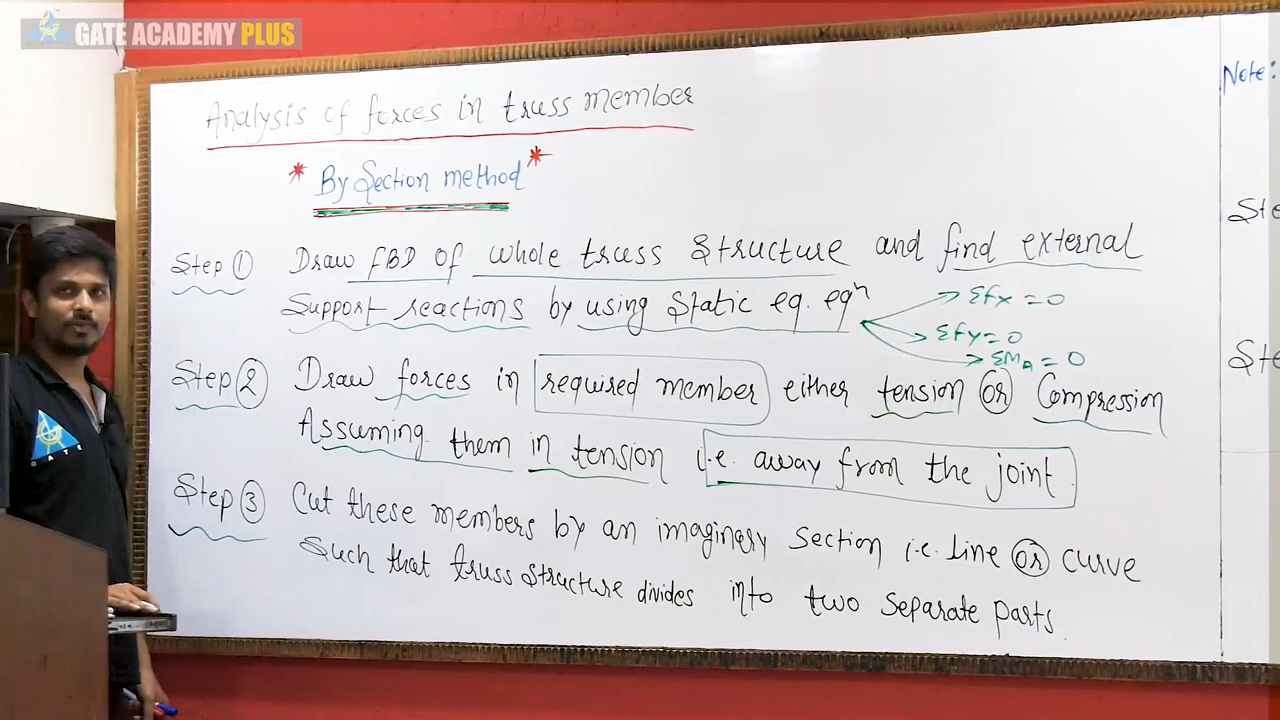 GATE ACADEMY PLUS
Analysis of forces in truss member
* By Section method *
Step ① Draw FBD of whole truss structure and find external
Support reactions by using static eq. eqⁿ
Σfx = 0
Σfy = 0
ΣM_A = 0
Step ② Draw forces in required member either tension (or) Compression
Assuming them in tension i.e. away from the joint
Step ③ Cut these members by an imaginary section i.e. line (or) curve
Such that truss structure divides into two separate parts.
Note:
Ste
Ste
GATE